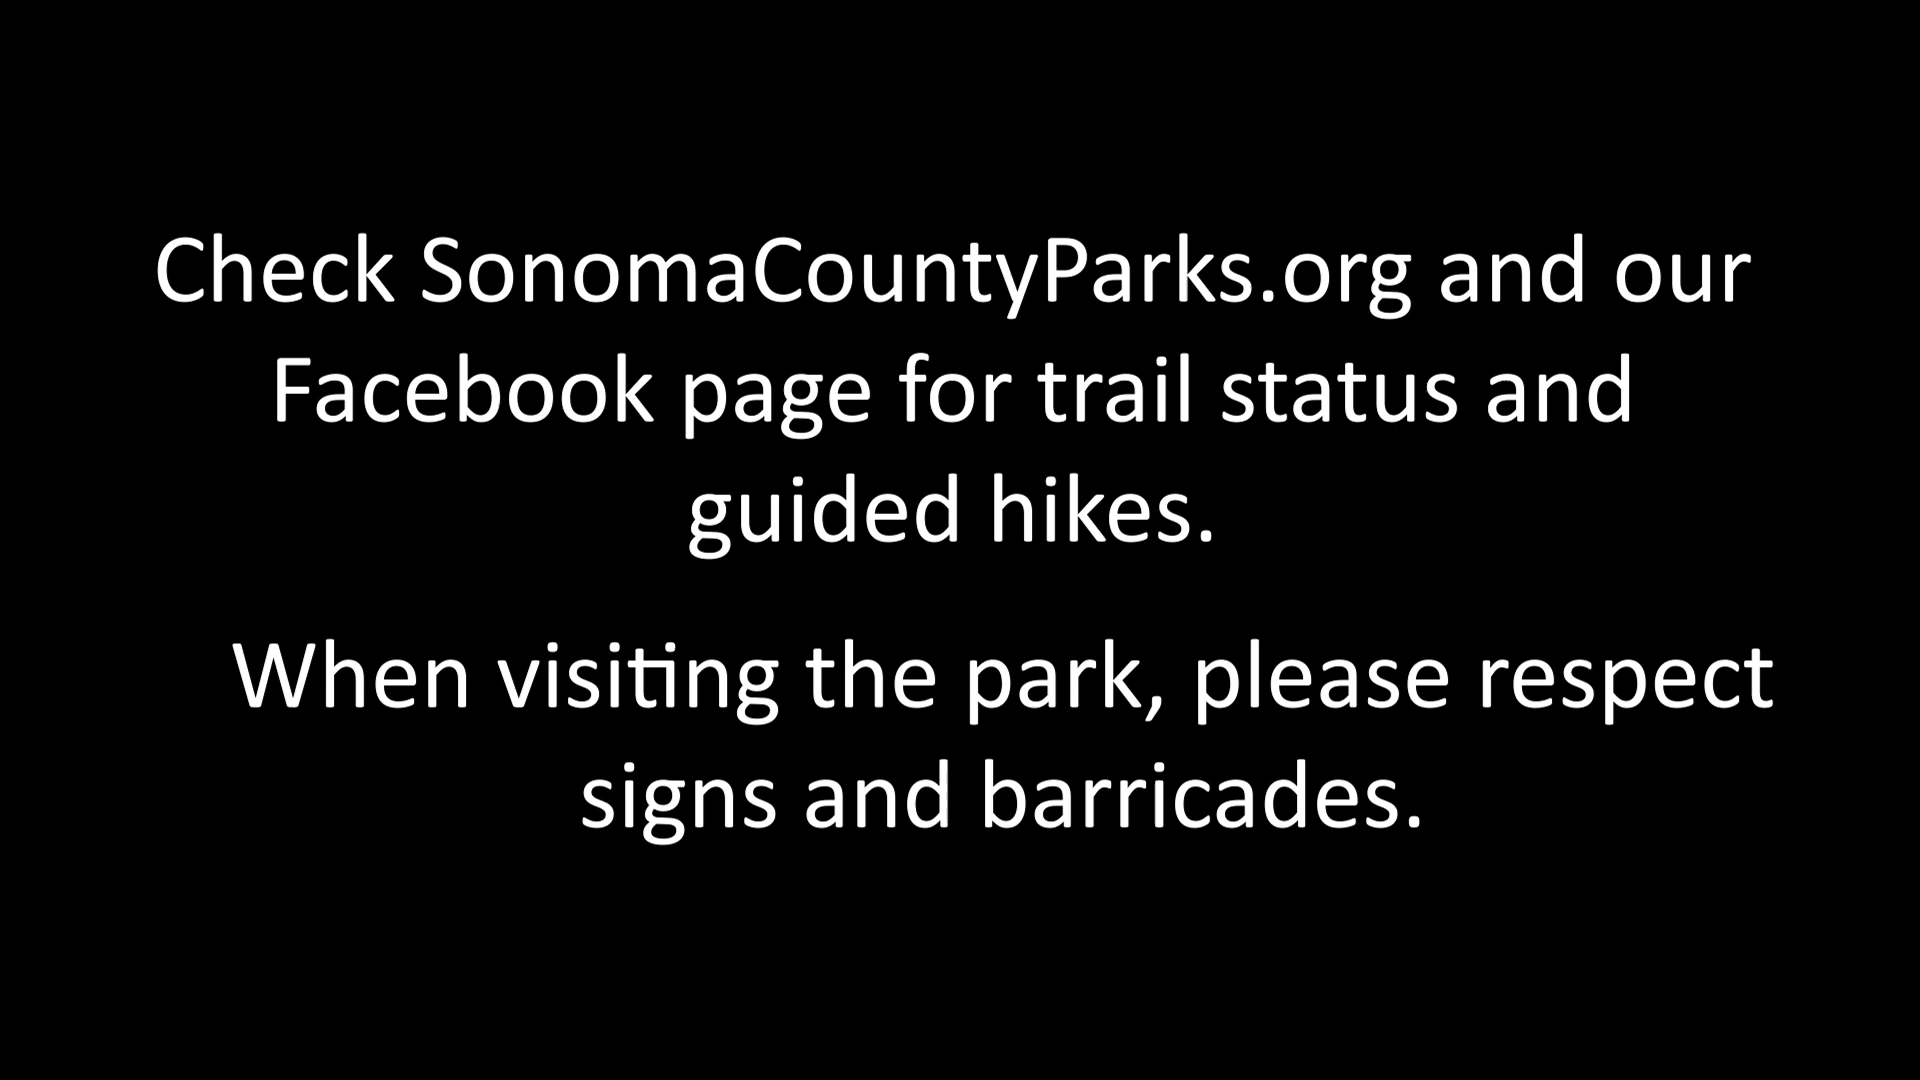 Check SonomaCountyParks.org and our
Facebook page for trail status and
guided hikes.
When visiting the park, please respect
signs and barricades.